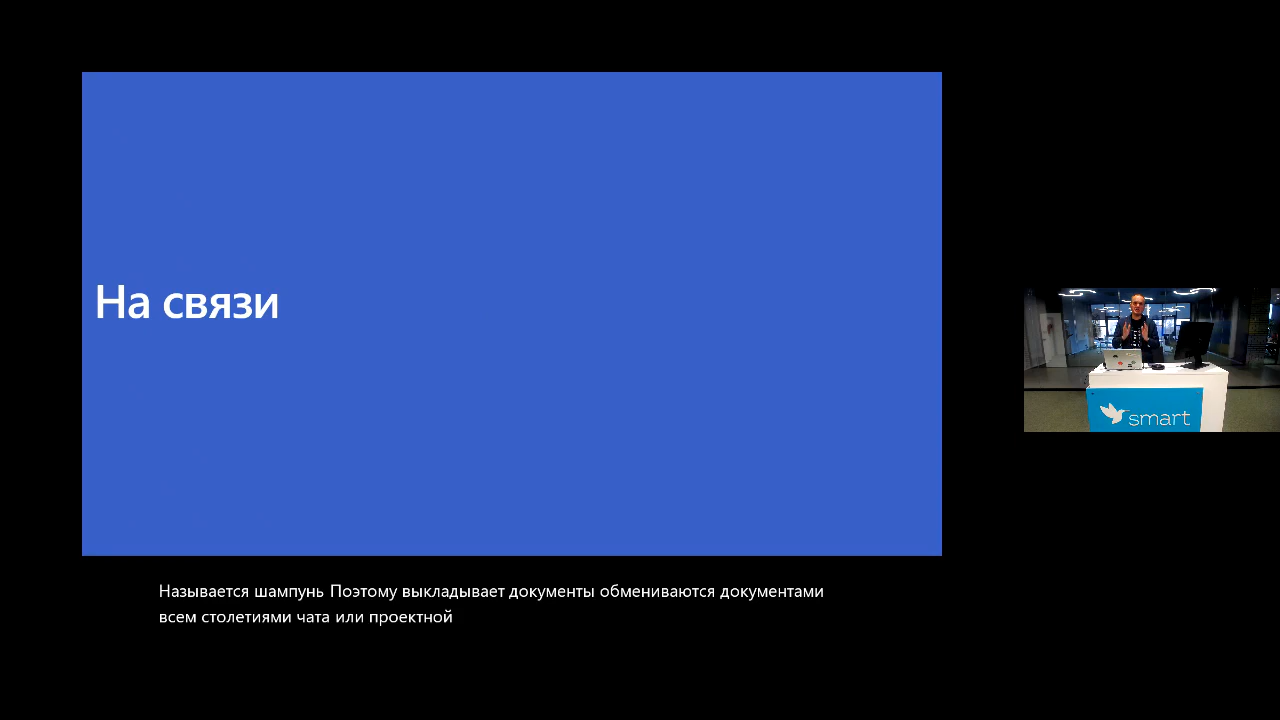 На связи
smart
Называется шампунь Поэтому выкладывает документы обмениваются документами
всем столетиями чата или проектной